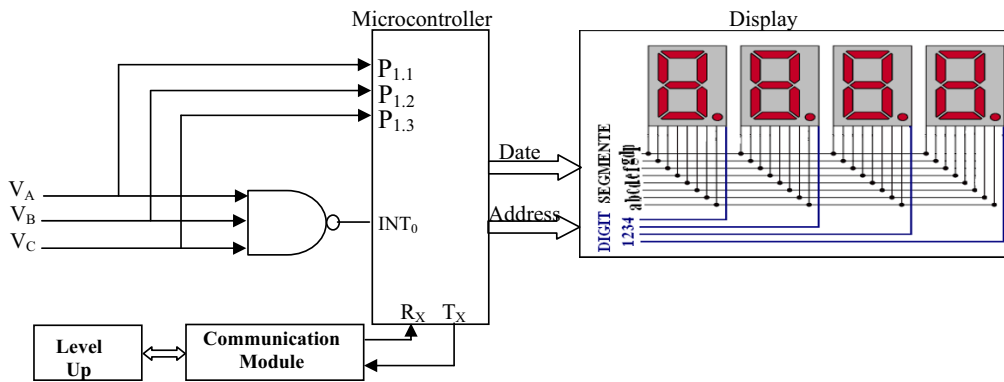 Microcontroller
Display
P1.1
P1.2
P1.3
VA
VB
VC
INT0
Date
Address
SEGMENTE
abcdefgdp
DIGIT
1234
RX TX
Level
Up
Communication
Module